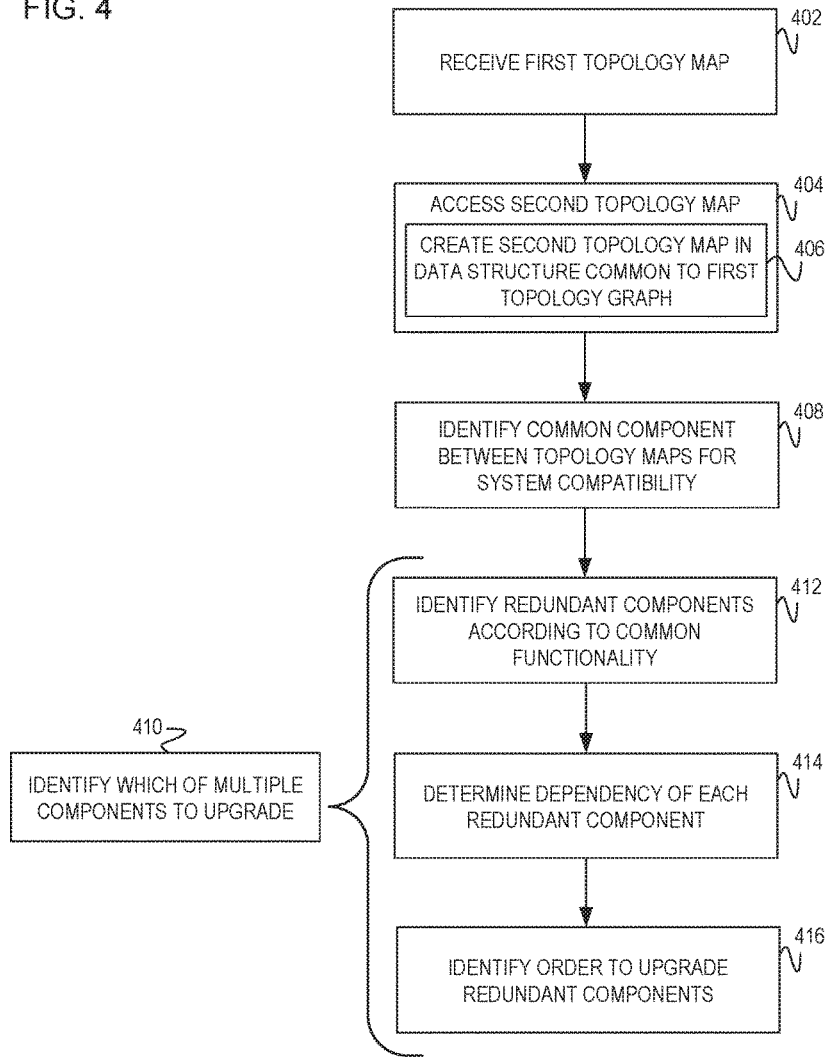 FIG. 4
402
RECEIVE FIRST TOPOLOGY MAP
404
ACCESS SECOND TOPOLOGY MAP
406
CREATE SECOND TOPOLOGY MAP IN
DATA STRUCTURE COMMON TO FIRST
TOPOLOGY GRAPH
408
IDENTIFY COMMON COMPONENT
BETWEEN TOPOLOGY MAPS FOR
SYSTEM COMPATIBILITY
410
IDENTIFY WHICH OF MULTIPLE
COMPONENTS TO UPGRADE
412
IDENTIFY REDUNDANT COMPONENTS
ACCORDING TO COMMON
FUNCTIONALITY
414
DETERMINE DEPENDENCY OF EACH
REDUNDANT COMPONENT
416
IDENTIFY ORDER TO UPGRADE
REDUNDANT COMPONENTS